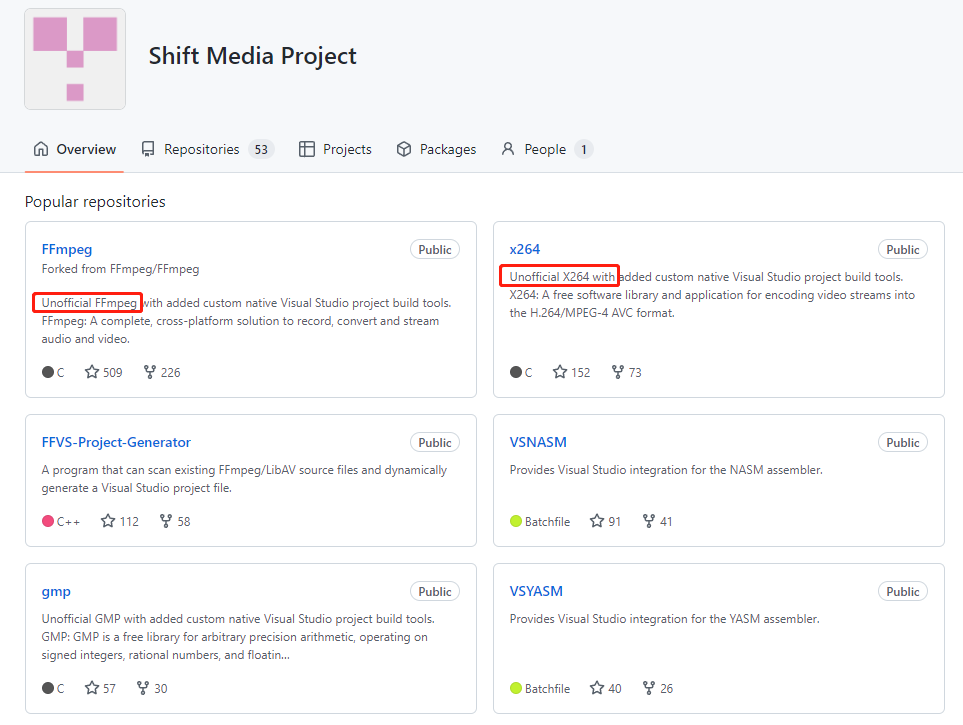 Shift Media Project
Overview
Repositories 53
Projects
Packages
People 1
Popular repositories
FFmpeg
Public
Forked from FFmpeg/FFmpeg
Unofficial FFmpeg with added custom native Visual Studio project build tools.
FFmpeg: A complete, cross-platform solution to record, convert and stream
audio and video.
C 509 226
x264
Public
Unofficial X264 with added custom native Visual Studio project build tools.
X264: A free software library and application for encoding video streams into
the H.264/MPEG-4 AVC format.
C 152 73
FFVS-Project-Generator
Public
A program that can scan existing FFmpeg/LibAV source files and dynamically
generate a Visual Studio project file.
C++ 112 58
VSNASM
Public
Provides Visual Studio integration for the NASM assembler.
Batchfile 91 41
gmp
Public
Unofficial GMP with added custom native Visual Studio project build tools.
GMP: GMP is a free library for arbitrary precision arithmetic, operating on
signed integers, rational numbers, and floatin...
C 57 30
VSYASM
Public
Provides Visual Studio integration for the YASM assembler.
Batchfile 40 26